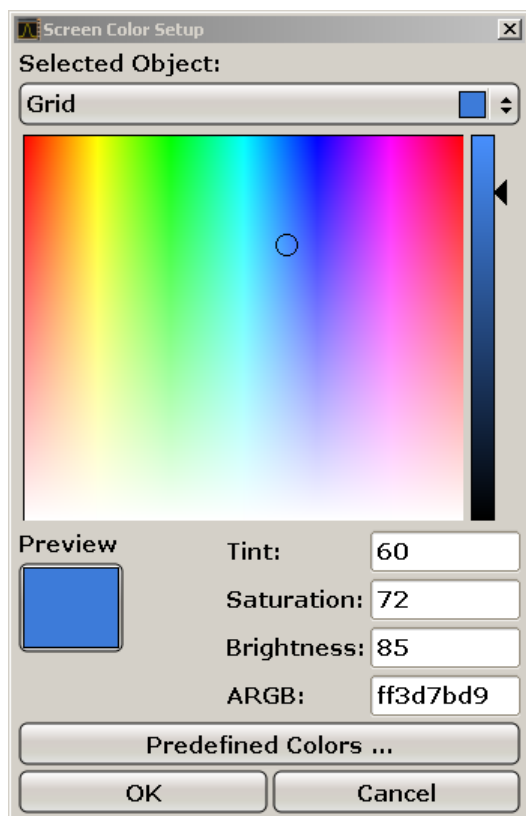 Screen Color Setup
Selected Object:
Grid
Preview
Tint: 60
Saturation: 72
Brightness: 85
ARGB: ff3d7bd9
Predefined Colors ...
OK Cancel